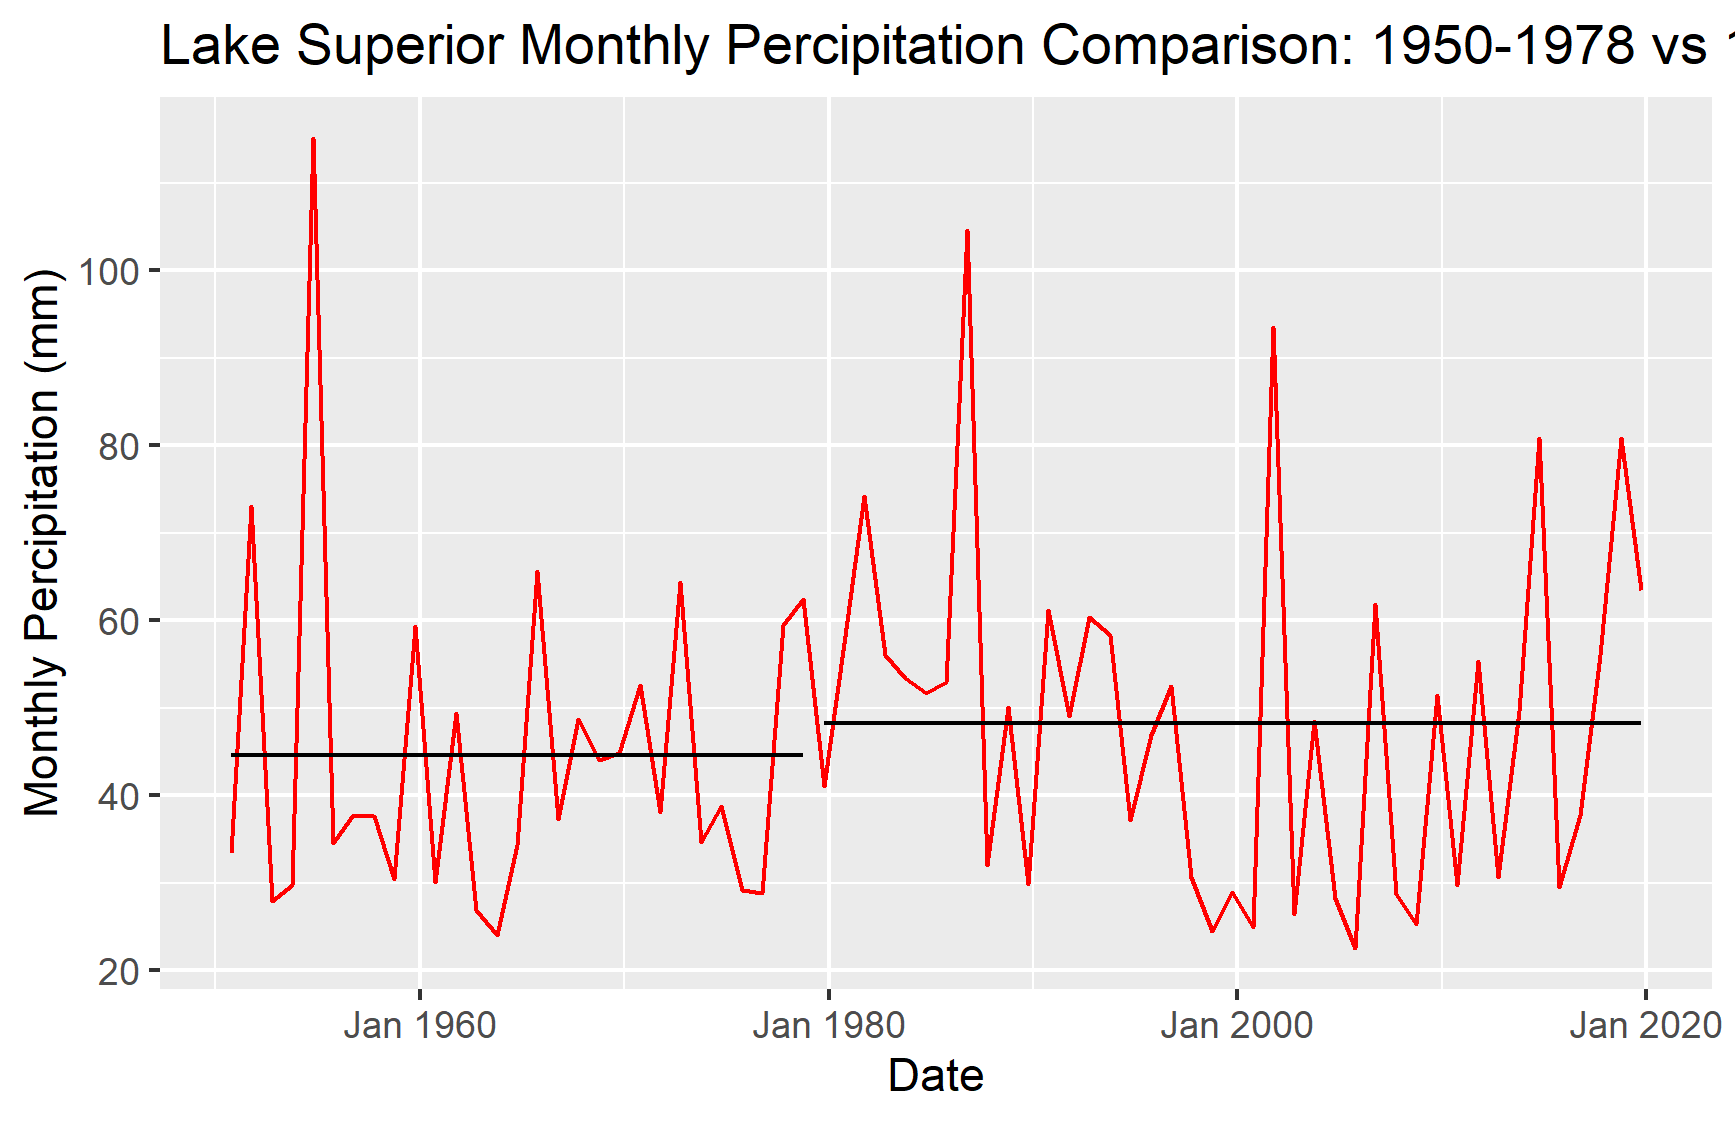 Lake Superior Monthly Percipitation Comparison: 1950-1978 vs 1
Monthly Percipitation (mm)
100
80
60
40
20
Jan 1960
Jan 1980
Jan 2000
Jan 2020
Date